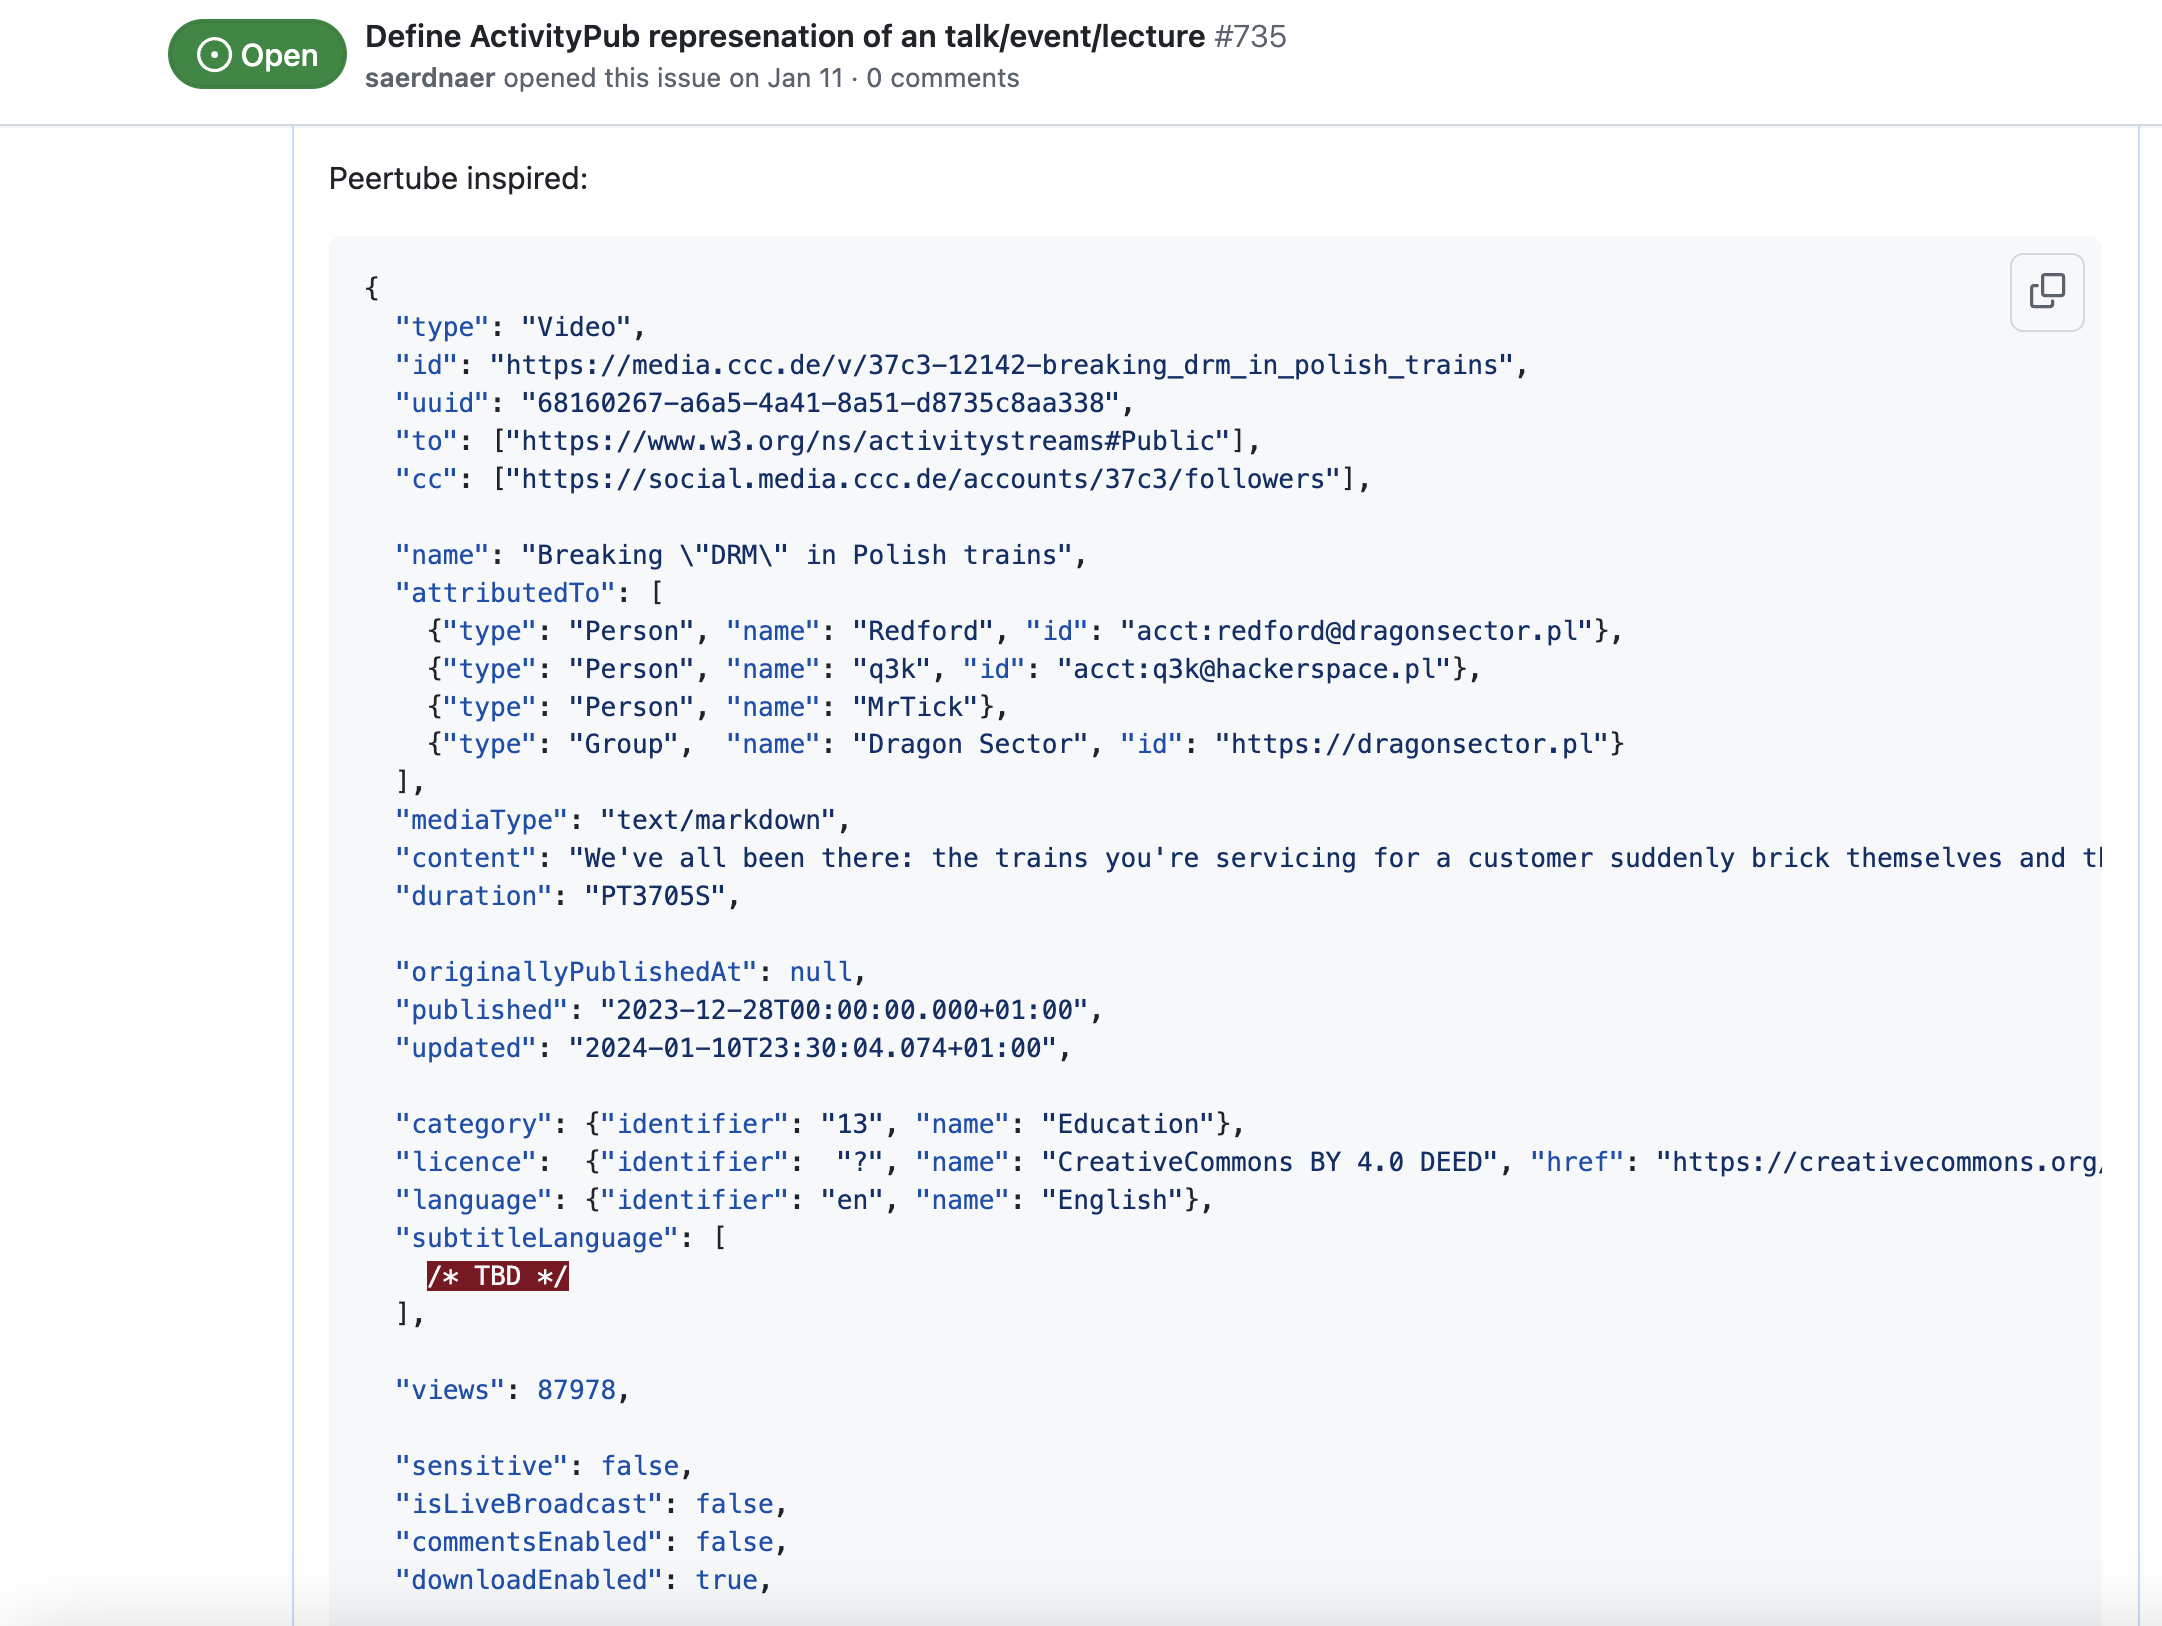 Open
Define ActivityPub represenation of an talk/event/lecture #735
saerdnaer opened this issue on Jan 11 · 0 comments
Peertube inspired:
{
  "type": "Video",
  "id": "https://media.ccc.de/v/37c3-12142-breaking_drm_in_polish_trains",
  "uuid": "68160267-a6a5-4a41-8a51-d8735c8aa338",
  "to": ["https://www.w3.org/ns/activitystreams#Public"],
  "cc": ["https://social.media.ccc.de/accounts/37c3/followers"],
  "name": "Breaking \"DRM\" in Polish trains",
  "attributedTo": [
    {"type": "Person", "name": "Redford", "id": "acct:redford@dragonsector.pl"},
    {"type": "Person", "name": "q3k", "id": "acct:q3k@hackerspace.pl"},
    {"type": "Person", "name": "MrTick"},
    {"type": "Group",  "name": "Dragon Sector", "id": "https://dragonsector.pl"}
  ],
  "mediaType": "text/markdown",
  "content": "We've all been there: the trains you're servicing for a customer suddenly brick themselves and
  "duration": "PT3705S",
  "originallyPublishedAt": null,
  "published": "2023-12-28T00:00:00.000+01:00",
  "updated": "2024-01-10T23:30:04.074+01:00",
  "category": {"identifier": "13", "name": "Education"},
  "licence":  {"identifier":  "?", "name": "CreativeCommons BY 4.0 DEED", "href": "https://creativecommons.org/
  "language": {"identifier": "en", "name": "English"},
  "subtitleLanguage": [
    /* TBD */
  ],
  "views": 87978,
  "sensitive": false,
  "isLiveBroadcast": false,
  "commentsEnabled": false,
  "downloadEnabled": true,